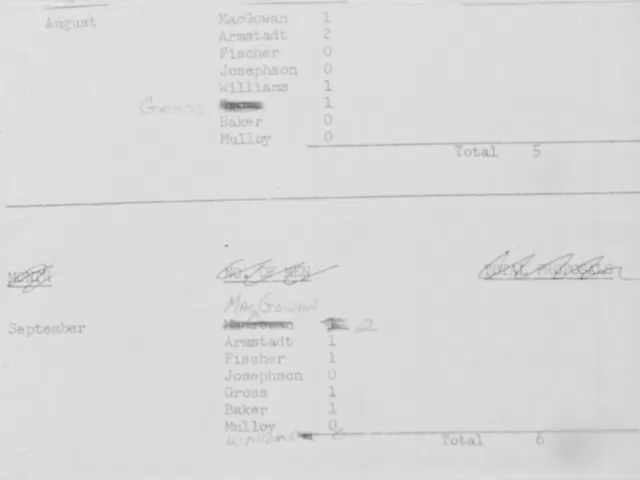 August MacGowan 1
Armstadt 2
Fischer 0
Josephson 0
Williams 1
Gross 1
Baker 0
Mulloy 0
Total 5
MacGowan
September 2
Armstadt 1
Fischer 1
Josephson 0
Gross 1
Baker 1
Mulloy 0
Williams
Total 6